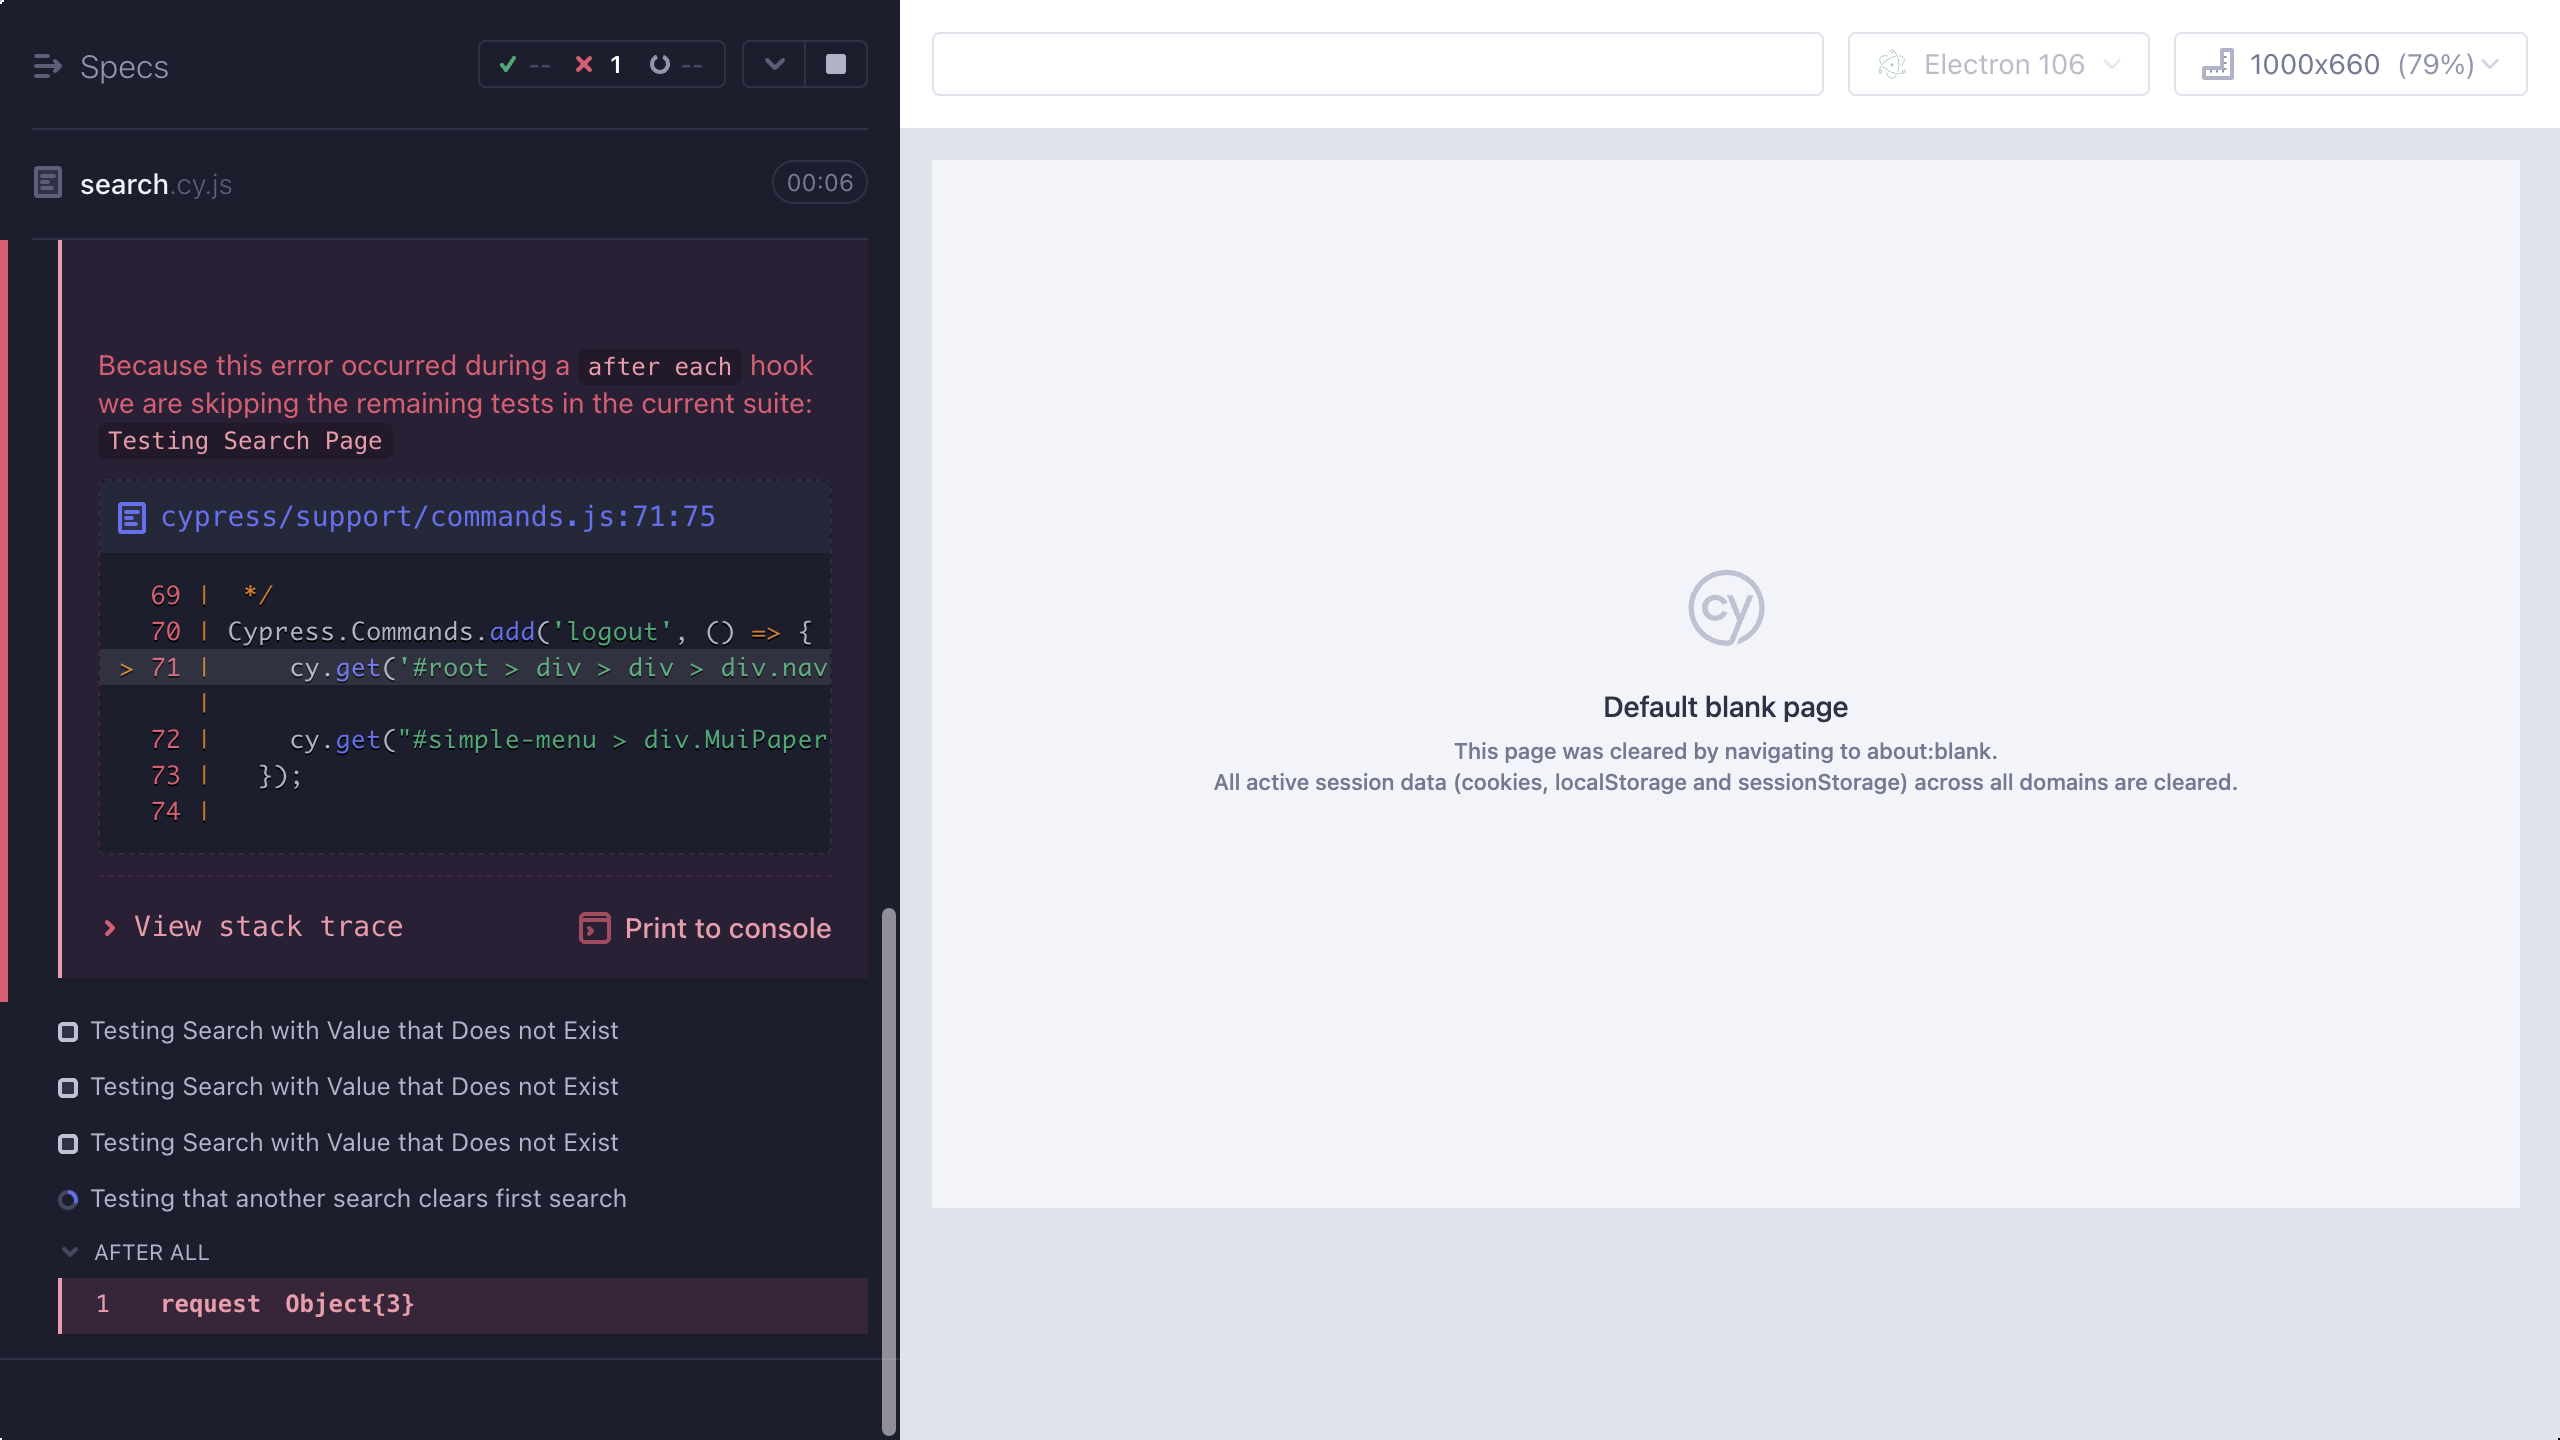 Specs
-- 1 --
search.cy.js
00:06
Because this error occurred during a after each hook
we are skipping the remaining tests in the current suite:
Testing Search Page
cypress/support/commands.js:71:75
69 | */
70 | Cypress.Commands.add('logout', () => {
> 71 | cy.get('#root > div > div > div.nav
|
72 | cy.get("#simple-menu > div.MuiPaper
73 | });
74 |
View stack trace
Print to console
Testing Search with Value that Does not Exist
Testing Search with Value that Does not Exist
Testing Search with Value that Does not Exist
Testing that another search clears first search
AFTER ALL
1 request Object{3}
Electron 106
1000x660 (79%)
cy
Default blank page
This page was cleared by navigating to about:blank.
All active session data (cookies, localStorage and sessionStorage) across all domains are cleared.